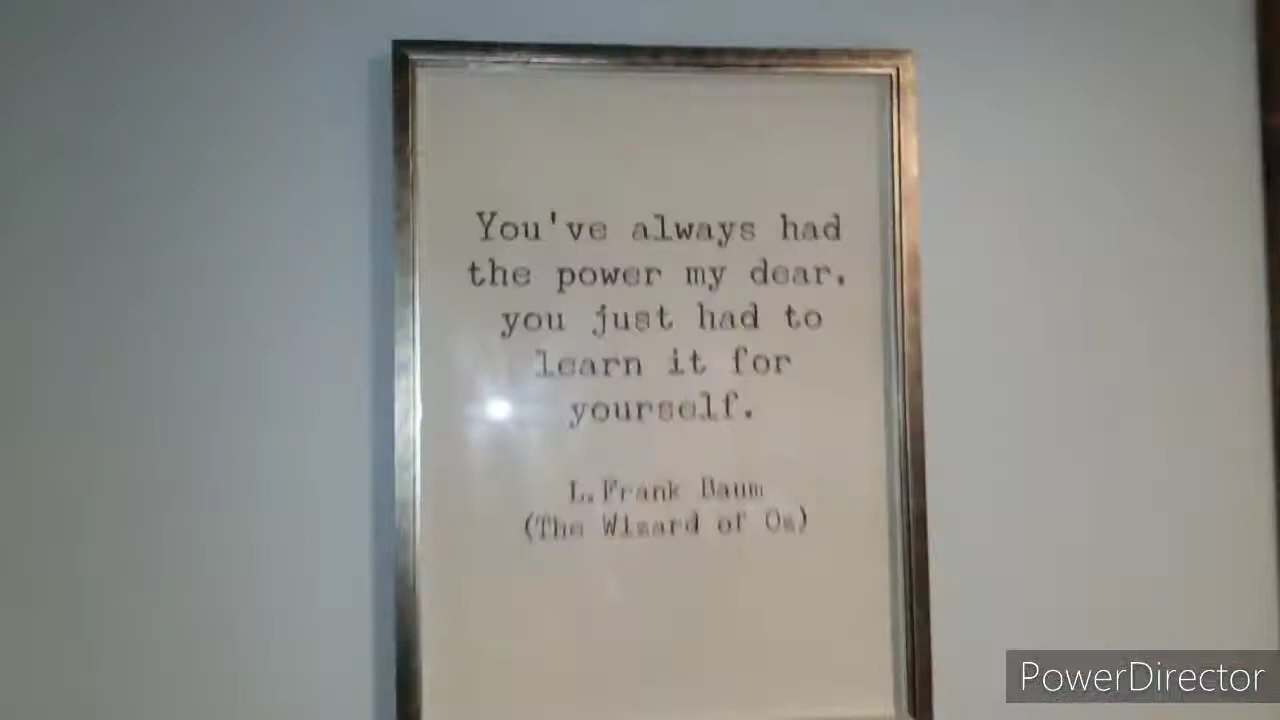 You've always had
the power my dear.
you just had to
learn it for
yourself.
L. Frank Baum
(The Wizard of Oz)
PowerDirector